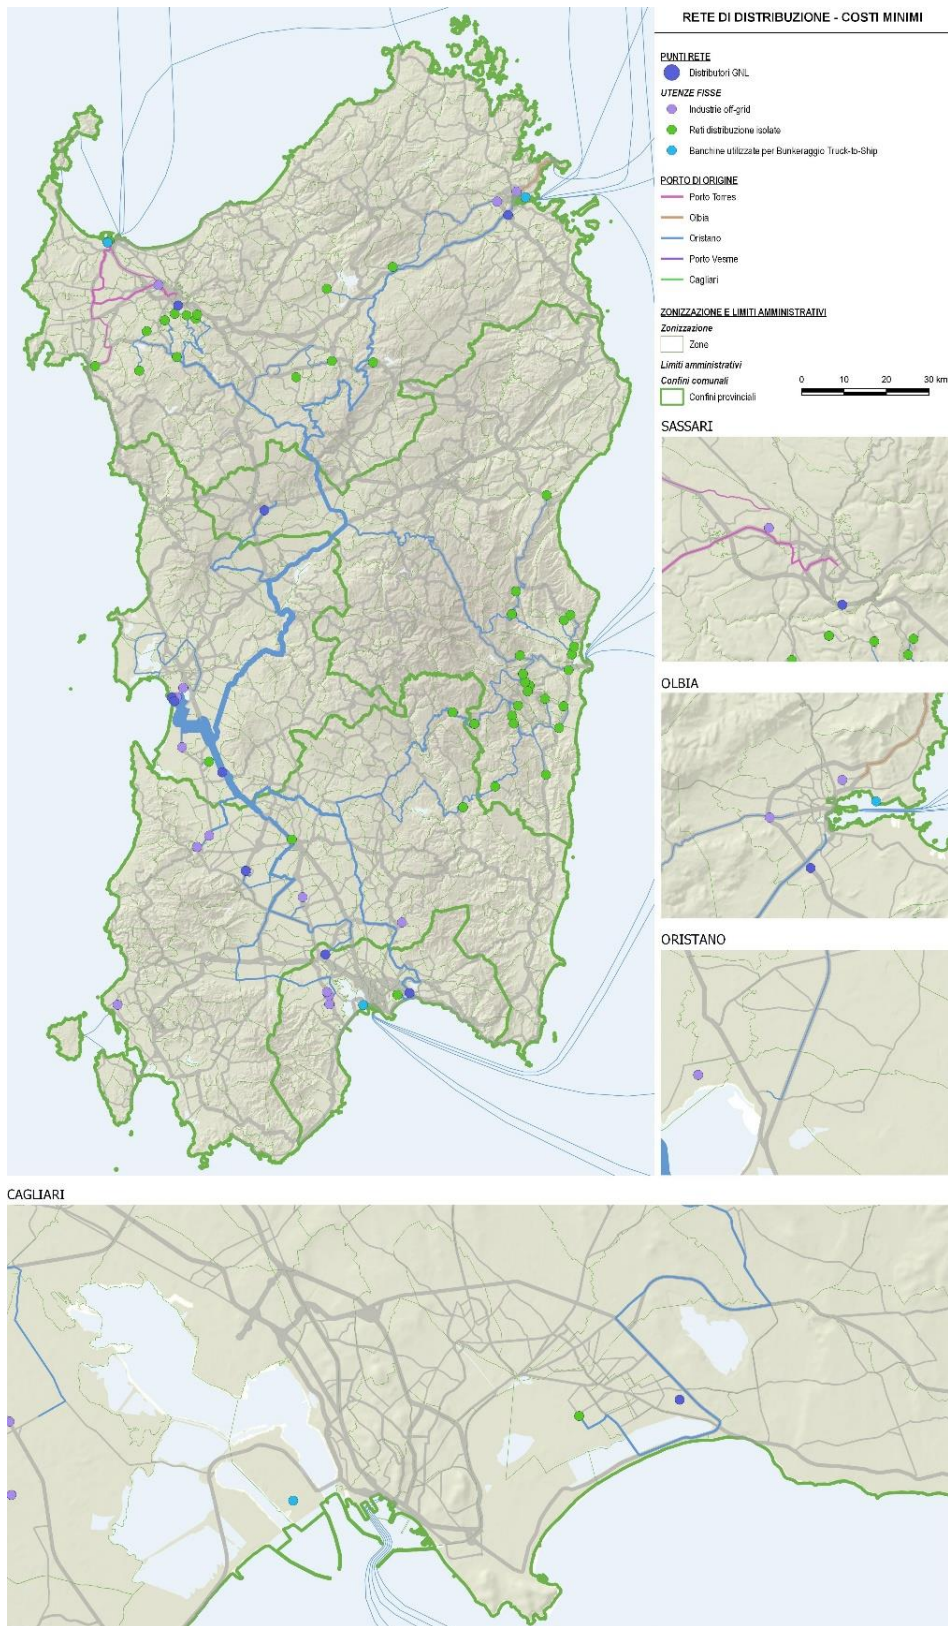 RETE DI DISTRIBUZIONE - COSTI MINIMI
PUNTI RETE
Distributori GNL
UTENZE FISSE
Industrie off-grid
Reti distribuzione isolate
Banchine utilizzate per Bunkeraggio Truck-to-Ship
PORTO DI ORIGINE
Porto Torres
Olbia
Oristano
Porto Vesme
Cagliari
ZONIZZAZIONE E LIMITI AMMINISTRATIVI
Zonizzazione
Zone
Limiti amministrativi
Confini comunali
Confini provinciali
0 10 20 30 km
SASSARI
OLBIA
ORISTANO
CAGLIARI